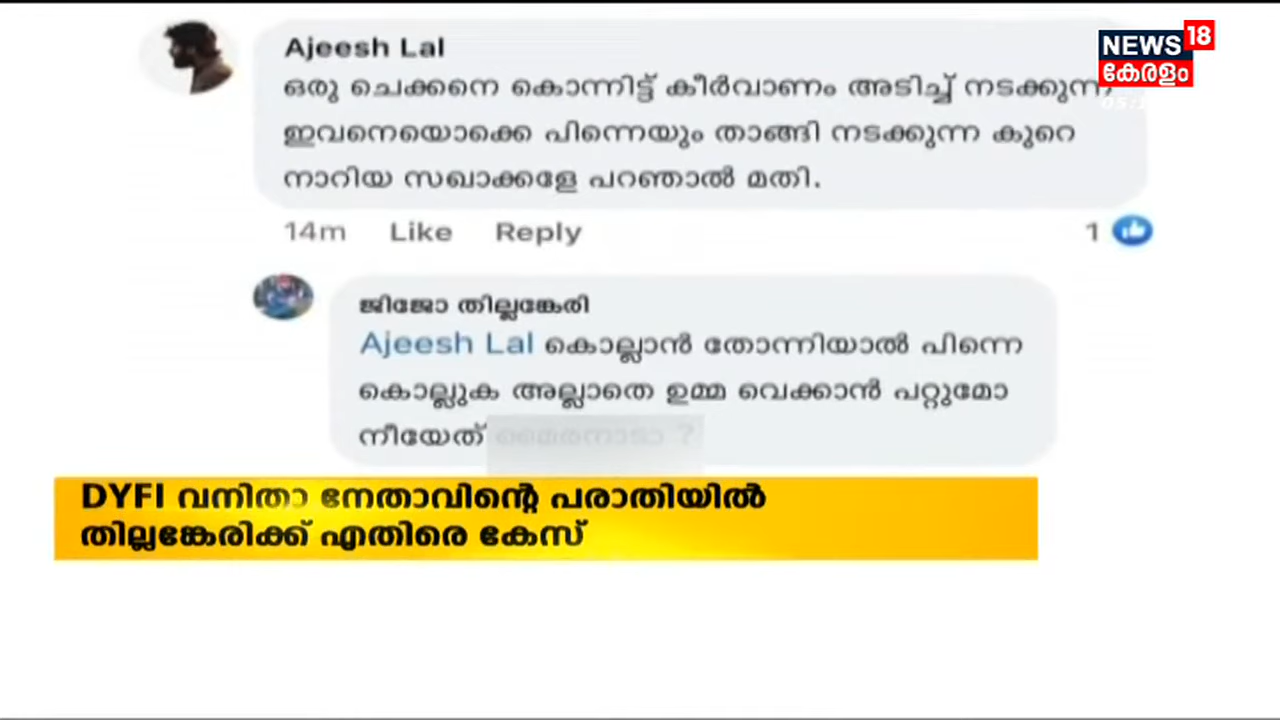 Ajeesh Lal
ഒരു ചെക്കനെ കൊന്നിട്ട് കീർവാണം അടിച്ച് നടക്കുന്ന
ഇവനെയൊക്കെ പിന്നെയും താങ്ങി നടക്കുന്ന കുറെ
നാറിയ സഖാക്കളേ പറഞാൽ മതി.
14m Like Reply 1
ജിജോ തില്ലങ്കേരി
Ajeesh Lal കൊല്ലാൻ തോന്നിയാൽ പിന്നെ
കൊല്ലുക അല്ലാതെ ഉമ്മ വെക്കാൻ പറ്റുമോ
നീയേത് ?
NEWS 18
കേരളം
DYFI വനിതാ നേതാവിന്റെ പരാതിയിൽ
തില്ലങ്കേരിക്ക് എതിരെ കേസ്